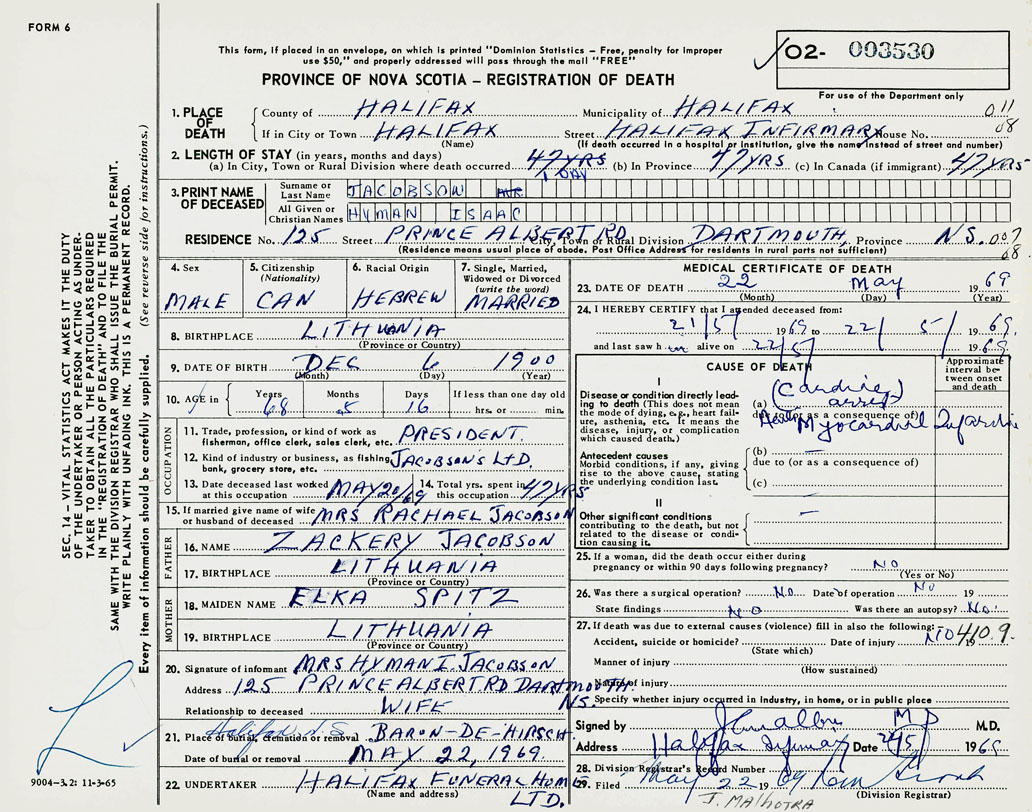 FORM 6
This form, if placed in an envelope, on which is printed "Dominion Statistics – Free, penalty for improper
use $50," and properly addressed will pass through the mail "FREE"
O2- 003530
PROVINCE OF NOVA SCOTIA – REGISTRATION OF DEATH
For use of the Department only
1. PLACE OF DEATH
County of HALIFAX Municipality of HALIFAX 011
If in City or Town HALIFAX Street HALIFAX INFIRMARY House No. 08
(Name) (If death occurred in a hospital or institution, give the name instead of street and number)
2. LENGTH OF STAY (in years, months and days)
(a) In City, Town or Rural Division where death occurred 47 YRS (b) In Province 47 YRS (c) In Canada (if immigrant) 47 YRS
1 DAY
3. PRINT NAME OF DECEASED
Surname or Last Name JACOBSON
All Given or Christian Names HYMAN ISAAC
RESIDENCE No. 125 Street PRINCE ALBERT RD City, Town or Rural Division DARTMOUTH, Province N.S. 007
(Residence means usual place of abode. Post Office Address for residents in rural parts not sufficient) 08
4. Sex MALE
5. Citizenship (Nationality) CAN
6. Racial Origin HEBREW
7. Single, Married, Widowed or Divorced (write the word) MARRIED
8. BIRTHPLACE LITHUANIA
(Province or Country)
9. DATE OF BIRTH DEC 6 1900
(Month) (Day) (Year)
10. AGE in Years Months Days If less than one day old
68 5 16 hrs. or min.
OCCUPATION
11. Trade, profession, or kind of work as fisherman, office clerk, sales clerk, etc. PRESIDENT.
12. Kind of industry or business, as fishing bank, grocery store, etc. JACOBSON'S LTD.
13. Date deceased last worked at this occupation MAY 20/69
14. Total yrs. spent in this occupation 47 YRS
15. If married give name of wife or husband of deceased MRS RACHAEL JACOBSON
FATHER
16. NAME ZACKERY JACOBSON
17. BIRTHPLACE LITHUANIA
(Province or Country)
MOTHER
18. MAIDEN NAME ELKA SPITZ
19. BIRTHPLACE LITHUANIA
(Province or Country)
20. Signature of informant MRS HYMAN I. JACOBSON
Address 125 PRINCE ALBERT RD DARTMOUTH.
N.S.
Relationship to deceased WIFE
21. Place of burial, cremation or removal Halifax N.S. BARON-DE-HIRSCH
Date of burial or removal MAY 22, 1969.
22. UNDERTAKER HALIFAX FUNERAL HOME
(Name and address) LTD.
MEDICAL CERTIFICATE OF DEATH
23. DATE OF DEATH 22 May 1969
(Month) (Day) (Year)
24. I HEREBY CERTIFY that I attended deceased from:
21/5/ 1969 to 22/5/ 1969.
and last saw him alive on 22/5/ 1969
CAUSE OF DEATH
Approximate interval between onset and death
I
Disease or condition directly leading to death (This does not mean the mode of dying, e.g., heart failure, asthenia, etc. It means the disease, injury, or complication which caused death.)
(a) (Cardiac arrest)
due to (or as a consequence of)
Myocardial Infarction
Antecedent causes
Morbid conditions, if any, giving rise to the above cause, stating the underlying condition last.
(b) –
due to (or as a consequence of)
(c)
II
Other significant conditions contributing to the death, but not related to the disease or condition causing it.
25. If a woman, did the death occur either during pregnancy or within 90 days following pregnancy? NO
(Yes or No)
26. Was there a surgical operation? NO. Date of operation NO 19
State findings NO Was there an autopsy? NO.
27. If death was due to external causes (violence) fill in also the following: 410.9.
Accident, suicide or homicide? Date of injury NO 19
(State which)
Manner of injury
(How sustained)
Nature of injury
Specify whether injury occurred in industry, in home, or in public place
Signed by MD M.D.
Address Halifax Infirmary Date 22/5/ 1969
28. Division Registrar's Record Number
29. Filed May 22 19 69
(Division Registrar)
J. MALHOTRA
SEC. 14 – VITAL STATISTICS ACT MAKES IT THE DUTY
OF THE UNDERTAKER OR PERSON ACTING AS UNDER-
TAKER TO OBTAIN ALL THE PARTICULARS REQUIRED
IN THE "REGISTRATION OF DEATH" AND TO FILE THE
SAME WITH THE DIVISION REGISTRAR WHO SHALL ISSUE THE BURIAL PERMIT.
WRITE PLAINLY WITH UNFADING INK. THIS IS A PERMANENT RECORD.
Every item of information should be carefully supplied. (See reverse side for instructions.)
9004–3.2: 11-3-65